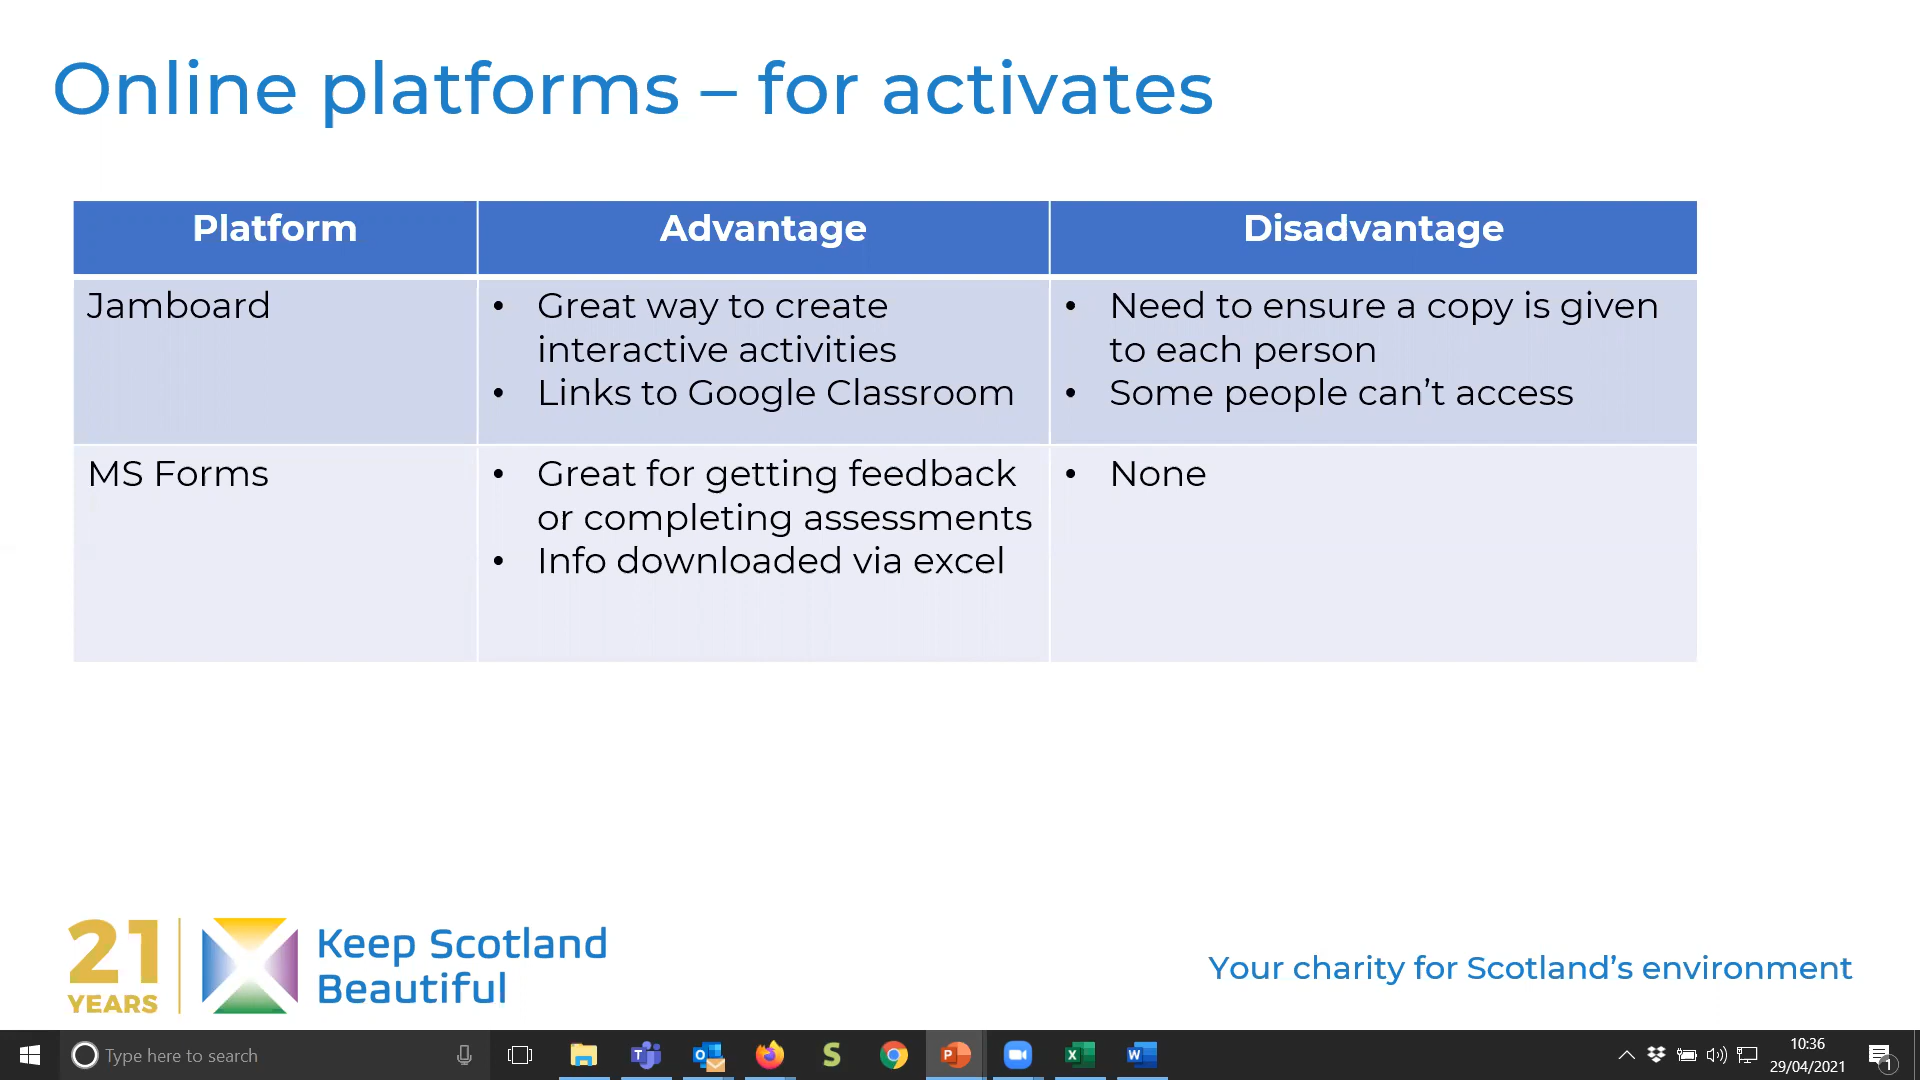 Online platforms – for activates
Platform
Advantage
Disadvantage
Jamboard
• Great way to create
interactive activities
• Links to Google Classroom
• Need to ensure a copy is given
to each person
• Some people can’t access
MS Forms
• Great for getting feedback
or completing assessments
• Info downloaded via excel
• None
21
YEARS
Keep Scotland
Beautiful
Your charity for Scotland’s environment
Type here to search
10:36
29/04/2021
1